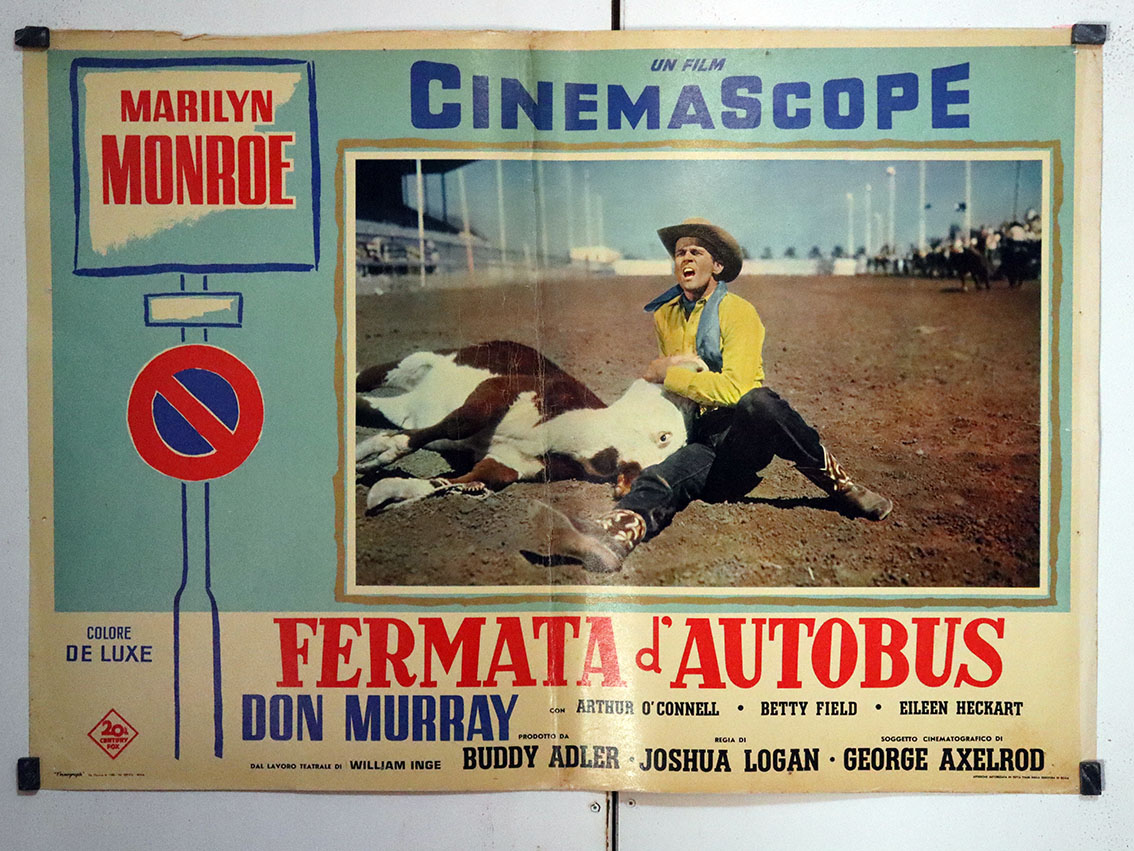 MARILYN
MONROE
UN FILM
CINEMASCOPE
COLORE
DE LUXE
FERMATA d'AUTOBUS
DON MURRAY CON ARTHUR O'CONNELL • BETTY FIELD • EILEEN HECKART
20th
CENTURY
FOX
PRODOTTO DA REGIA DI SOGGETTO CINEMATOGRAFICO DI
DAL LAVORO TEATRALE DI WILLIAM INGE BUDDY ADLER • JOSHUA LOGAN • GEORGE AXELROD